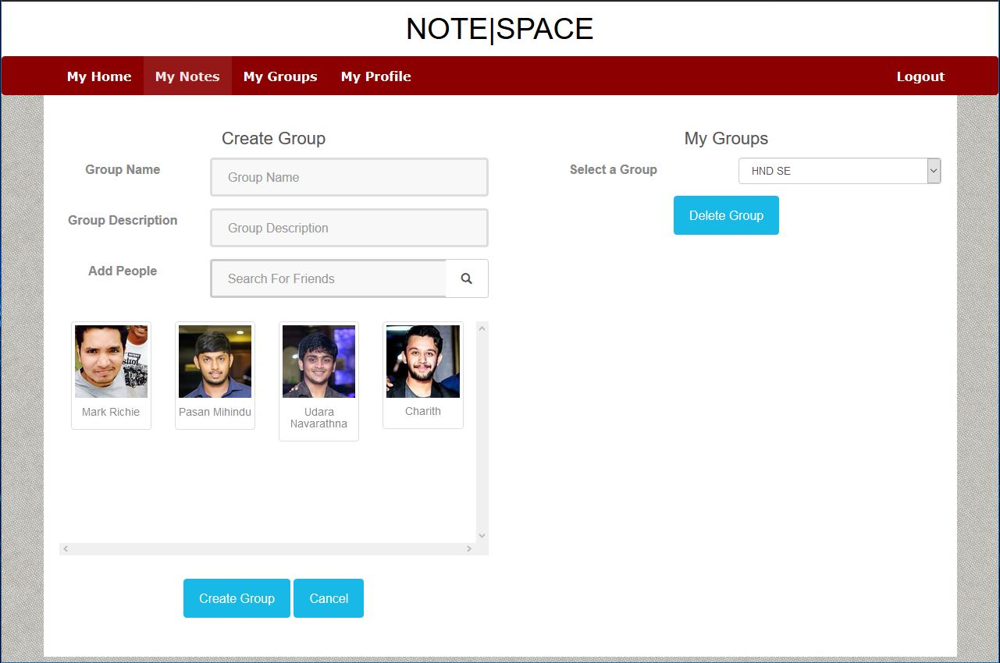 NOTE|SPACE
My Home My Notes My Groups My Profile Logout
Create Group
Group Name
Group Name
Group Description
Group Description
Add People
Search For Friends
Mark Richie
Pasan Mihindu
Udara
Navarathna
Charith
Create Group Cancel
My Groups
Select a Group
HND SE
Delete Group